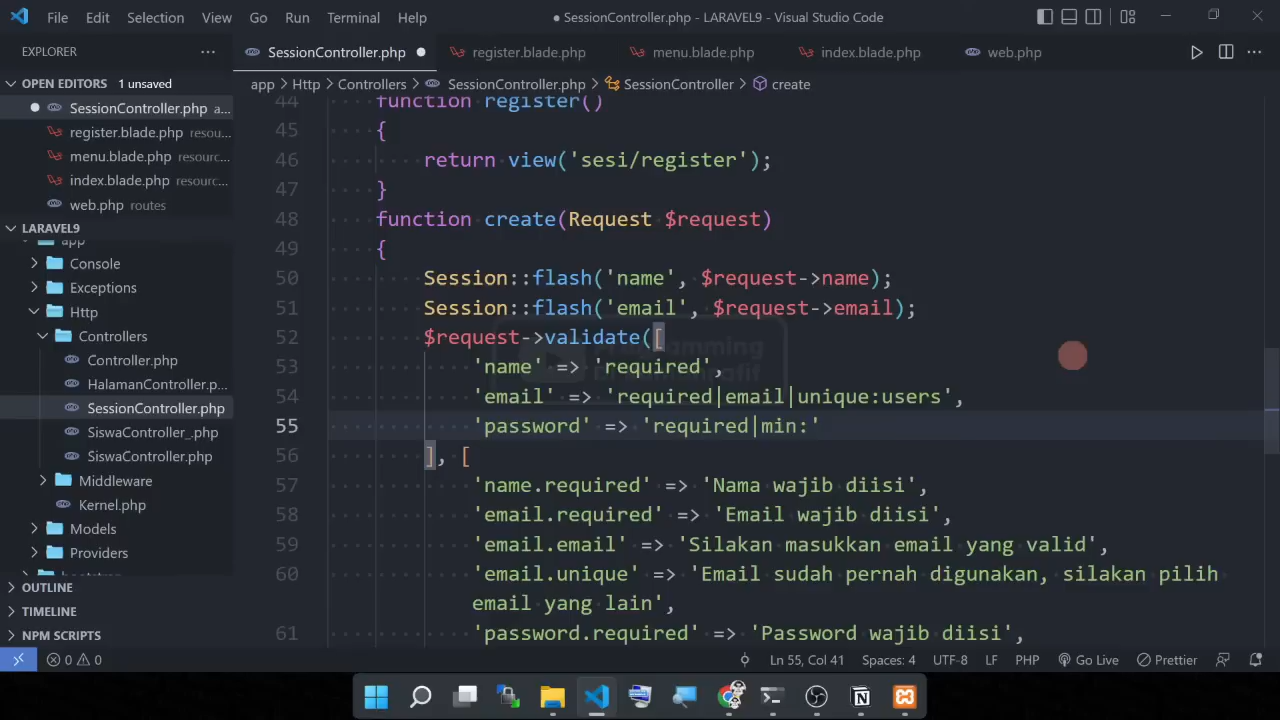 File Edit Selection View Go Run Terminal Help
● SessionController.php - LARAVEL9 - Visual Studio Code
EXPLORER
SessionController.php ●
register.blade.php
menu.blade.php
index.blade.php
web.php
OPEN EDITORS 1 unsaved
SessionController.php a...
register.blade.php resou...
menu.blade.php resourc...
index.blade.php resourc...
web.php routes
LARAVEL9
app
Console
Exceptions
Http
Controllers
Controller.php
HalamanController.p...
SessionController.php
SiswaController_.php
SiswaController.php
Middleware
Kernel.php
Models
Providers
bootstrap
OUTLINE
TIMELINE
NPM SCRIPTS
app > Http > Controllers > SessionController.php > SessionController > create
44 function register()
45 {
46 return view('sesi/register');
47 }
48 function create(Request $request)
49 {
50 Session::flash('name', $request->name);
51 Session::flash('email', $request->email);
52 $request->validate([
53 'name' => 'required',
54 'email' => 'required|email|unique:users',
55 'password' => 'required|min:'
56 ], [
57 'name.required' => 'Nama wajib diisi',
58 'email.required' => 'Email wajib diisi',
59 'email.email' => 'Silakan masukkan email yang valid',
60 'email.unique' => 'Email sudah pernah digunakan, silakan pilih
email yang lain',
61 'password.required' => 'Password wajib diisi',
Programming
0 0 Ln 55, Col 41 Spaces: 4 UTF-8 LF PHP Go Live Prettier